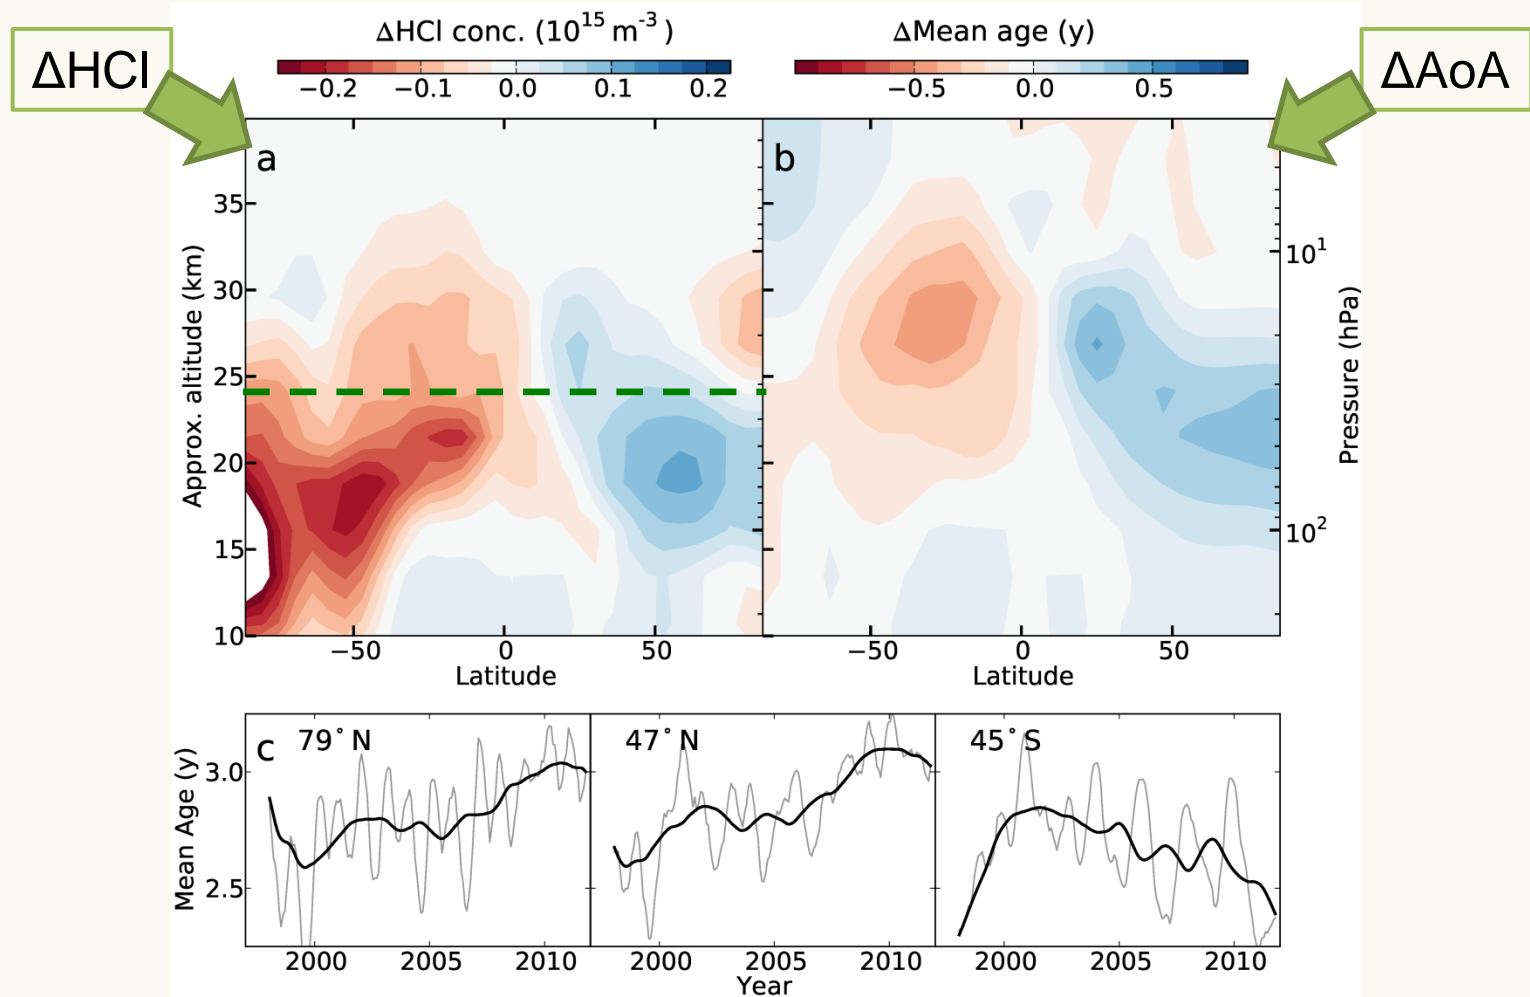 ΔHCl
ΔAoA
ΔHCl conc. (10¹⁵ m⁻³)
ΔMean age (y)
−0.2 −0.1 0.0 0.1 0.2
−0.5 0.0 0.5
a
b
Approx. altitude (km)
35
30
25
20
15
10
10¹
10²
Pressure (hPa)
−50 0 50
−50 0 50
Latitude
Latitude
c
79°N
47°N
45°S
Mean Age (y)
3.0
2.5
2000 2005 2010
2000 2005 2010
2000 2005 2010
Year